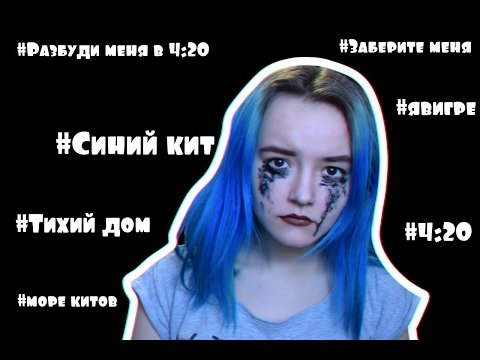 #Разбуди меня в 4:20
#Заберите меня
#явигре
#Синий кит
#Тихий дом
#4:20
#море китов